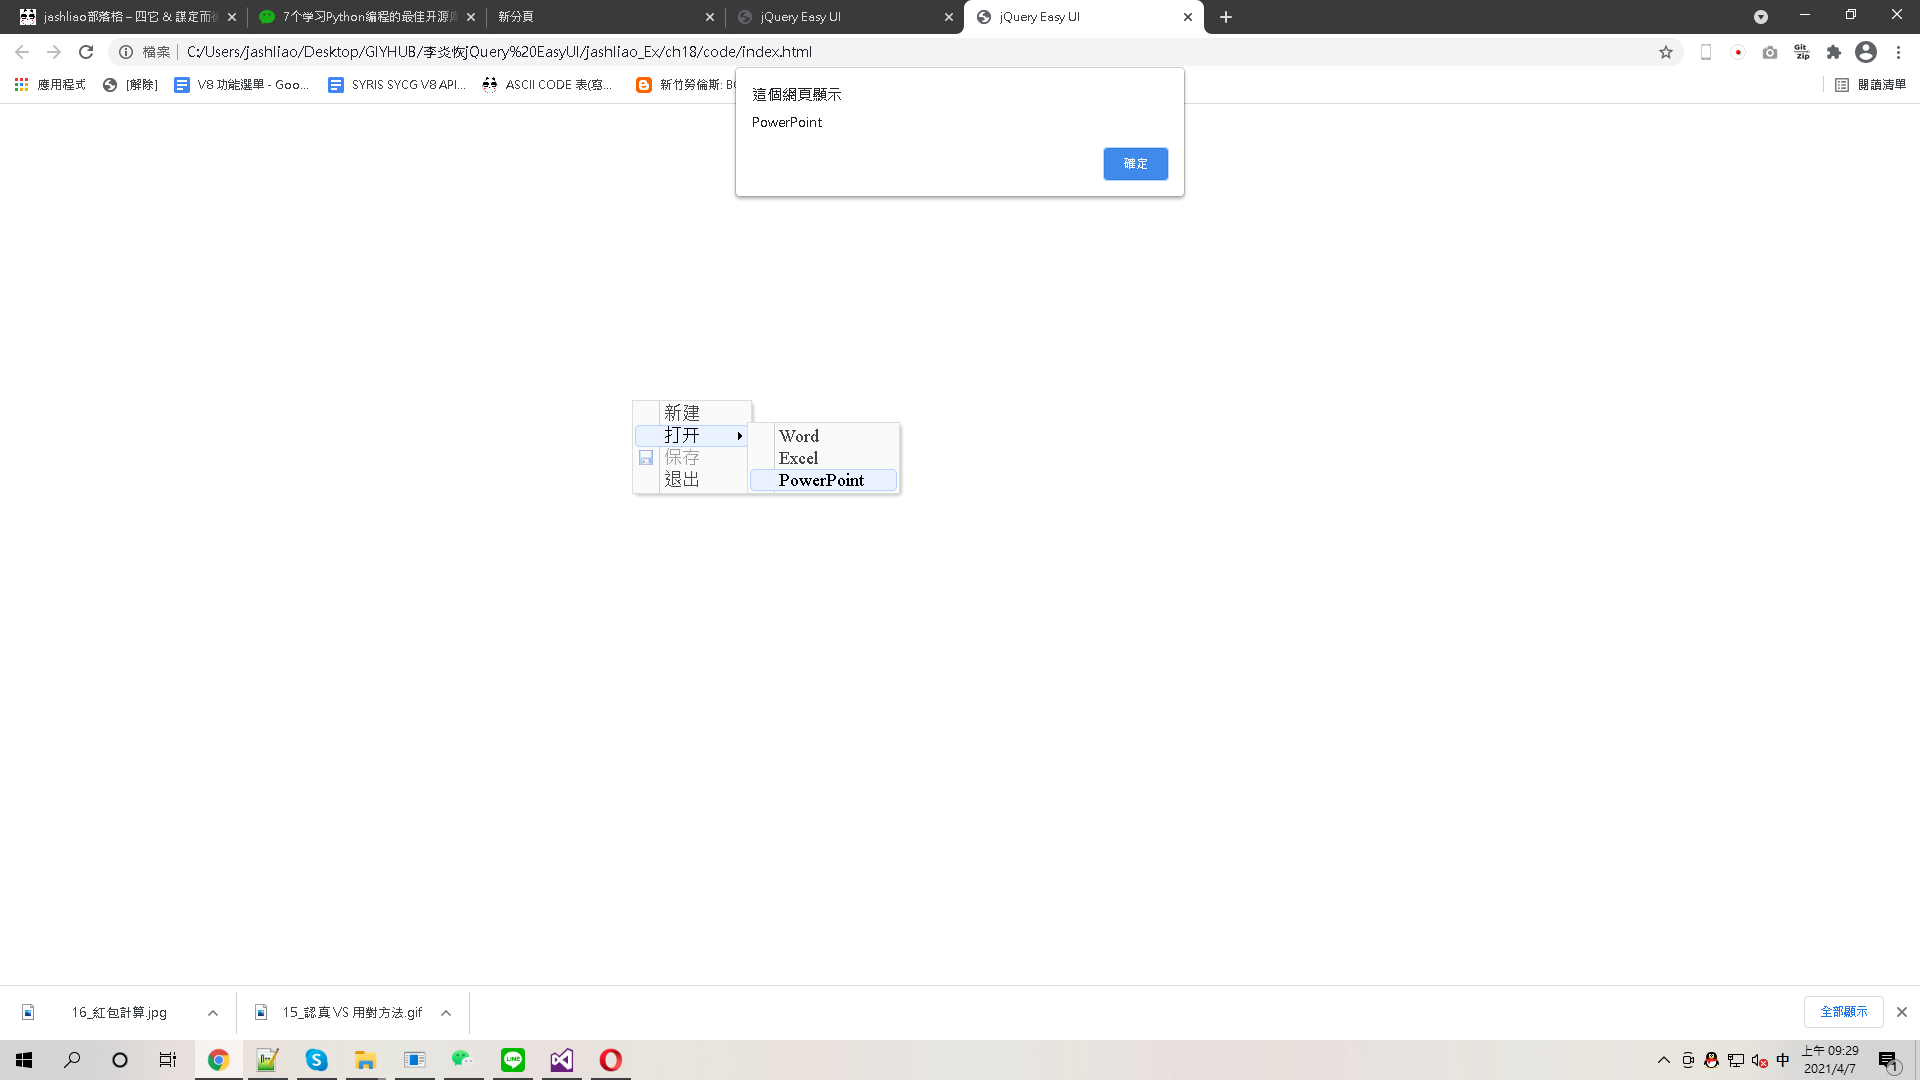 jashliao部落格 – 四它 & 謀定而後
7个学习Python编程的最佳开源库
新分頁
jQuery Easy UI
jQuery Easy UI
檔案
C:/Users/jashliao/Desktop/GIYHUB/李炎恢jQuery%20EasyUI/jashliao_Ex/ch18/code/index.html
Git
Zip
應用程式
[解除]
V8 功能選單 - Goo...
SYRIS SYCG V8 API...
ASCII CODE 表(寫...
新竹勞倫斯: BC
閱讀清單
這個網頁顯示
PowerPoint
確定
新建
打开
保存
退出
Word
Excel
PowerPoint
16_紅包計算.jpg
15_認真 VS 用對方法.gif
全部顯示
中
上午 09:29
2021/4/7
1